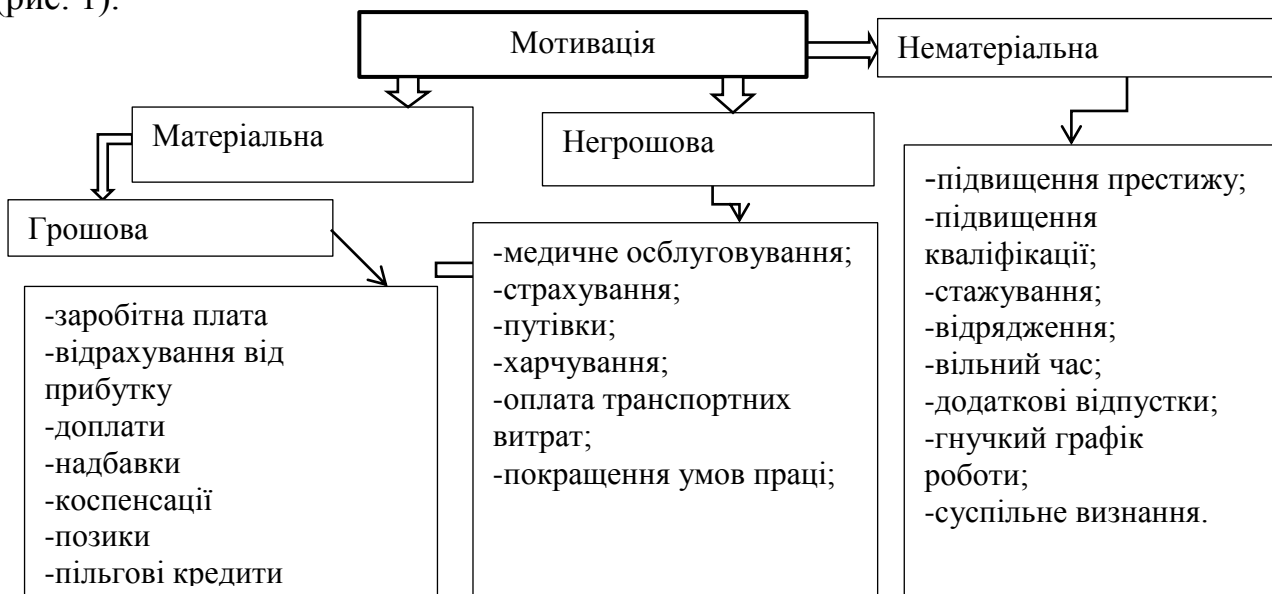 (рис. 1).
Мотивація
Нематеріальна
Матеріальна
Негрошова
Грошова
-заробітна плата
-відрахування від
прибутку
-доплати
-надбавки
-коспенсації
-позики
-пільгові кредити
-медичне осблуговування;
-страхування;
-путівки;
-харчування;
-оплата транспортних
витрат;
-покращення умов праці;
-підвищення престижу;
-підвищення
кваліфікації;
-стажування;
-відрядження;
-вільний час;
-додаткові відпустки;
-гнучкий графік
роботи;
-суспільне визнання.